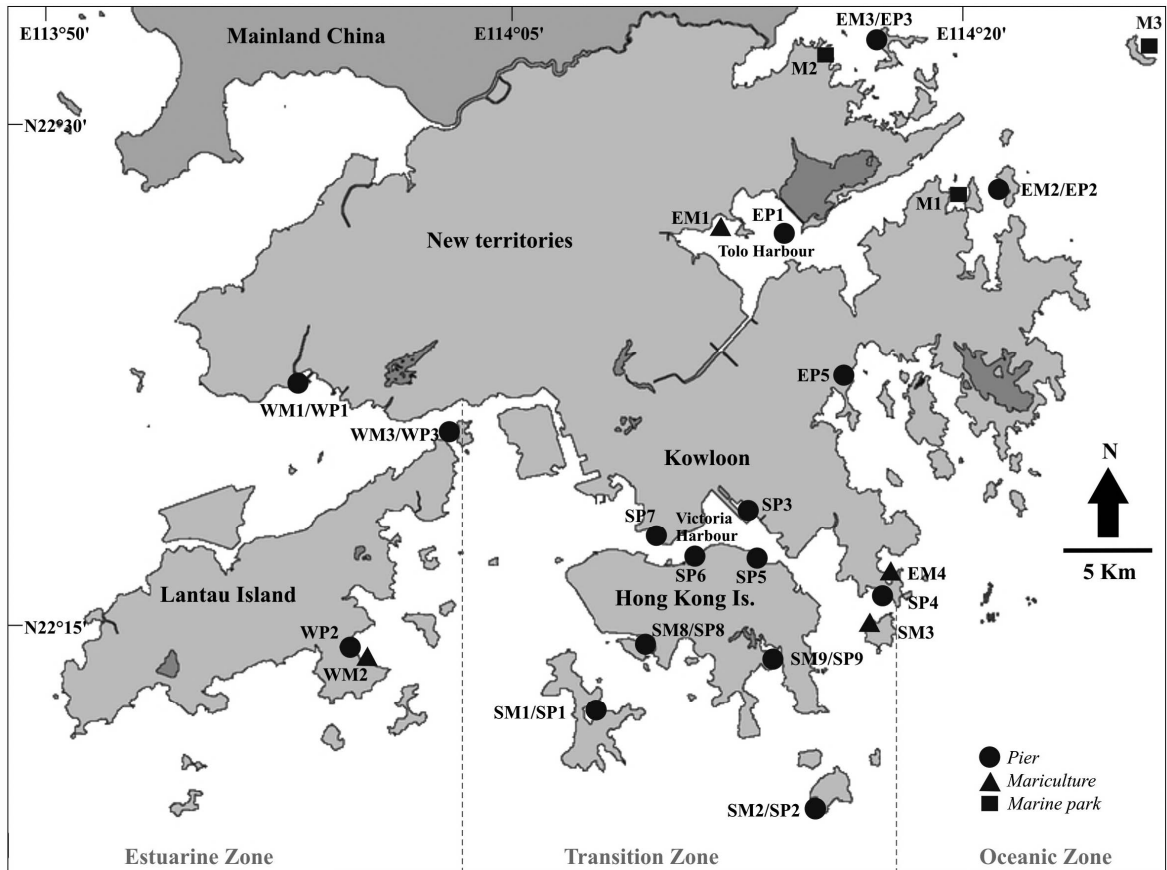 E113°50'
Mainland China
E114°05'
EM3/EP3
E114°20'
M3
M2
N22°30'
EM1
EP1
M1
EM2/EP2
New territories
Tolo Harbour
EP5
WM1/WP1
WM3/WP3
Kowloon
N
SP3
SP7
Victoria
Harbour
SP6
SP5
EM4
5 Km
Lantau Island
Hong Kong Is.
SP4
N22°15'
SM3
WP2
SM8/SP8
WM2
SM9/SP9
SM1/SP1
Pier
Mariculture
Marine park
SM2/SP2
Estuarine Zone
Transition Zone
Oceanic Zone